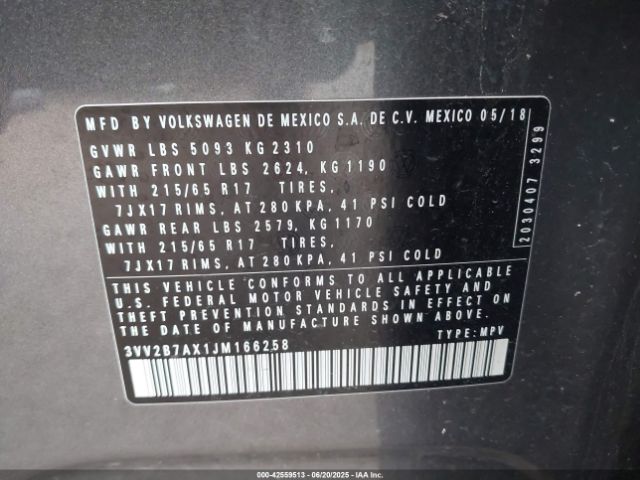 MFD BY VOLKSWAGEN DE MEXICO S.A. DE C.V. MEXICO 05/18
GVWR LBS 5093 KG 2310
GAWR FRONT LBS 2624, KG 1190
WITH 215/65 R17 TIRES,
7JX17 RIMS, AT 280 KPA, 41 PSI COLD
GAWR REAR LBS 2579, KG 1170
WITH 215/65 R17 TIRES,
7JX17 RIMS, AT 280 KPA, 41 PSI COLD
THIS VEHICLE CONFORMS TO ALL APPLICABLE
U.S. FEDERAL MOTOR VEHICLE SAFETY AND
THEFT PREVENTION STANDARDS IN EFFECT ON
THE DATE OF MANUFACTURE SHOWN ABOVE.
3VV2B7AX1JM166258 TYPE: MPV
2030407 3299
000-42559513 | 06/20/2025 | IAAI.COM